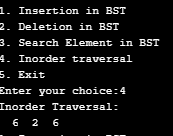 1. Insertion in BST
2. Deletion in BST
3. Search Element in BST
4. Inorder traversal
5. Exit
Enter your choice:4
Inorder Traversal:
6 2 6